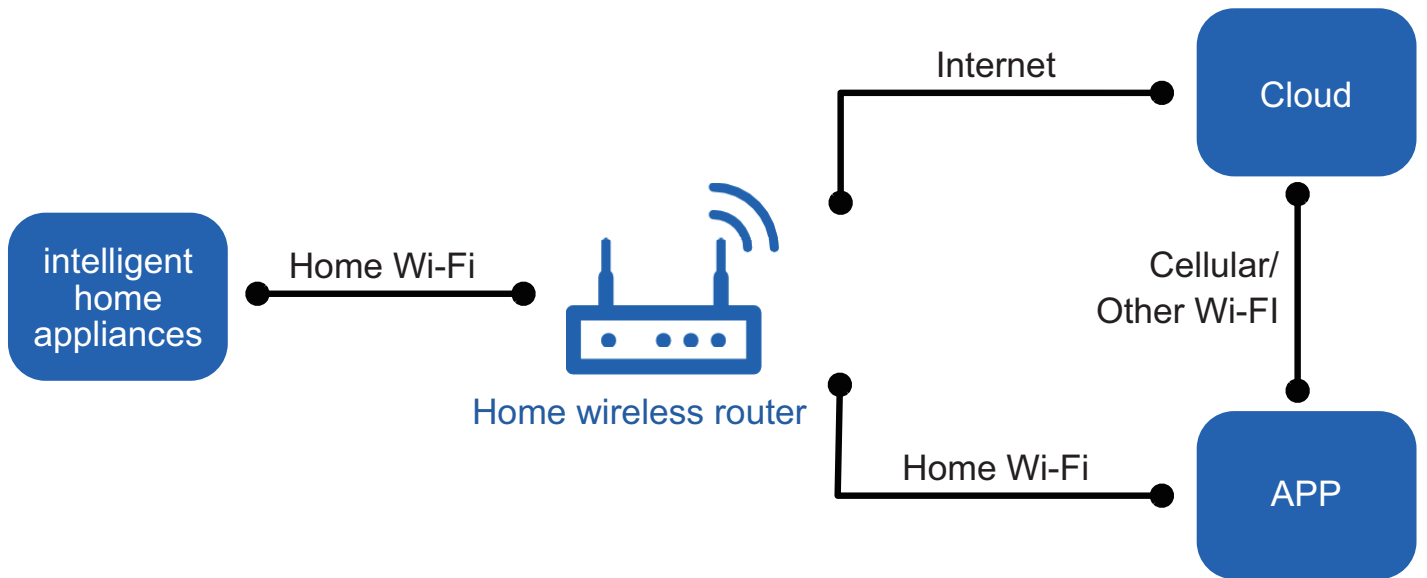 Internet
Cloud
intelligent
home
appliances
Home Wi-Fi
Cellular/
Other Wi-FI
Home wireless router
Home Wi-Fi
APP